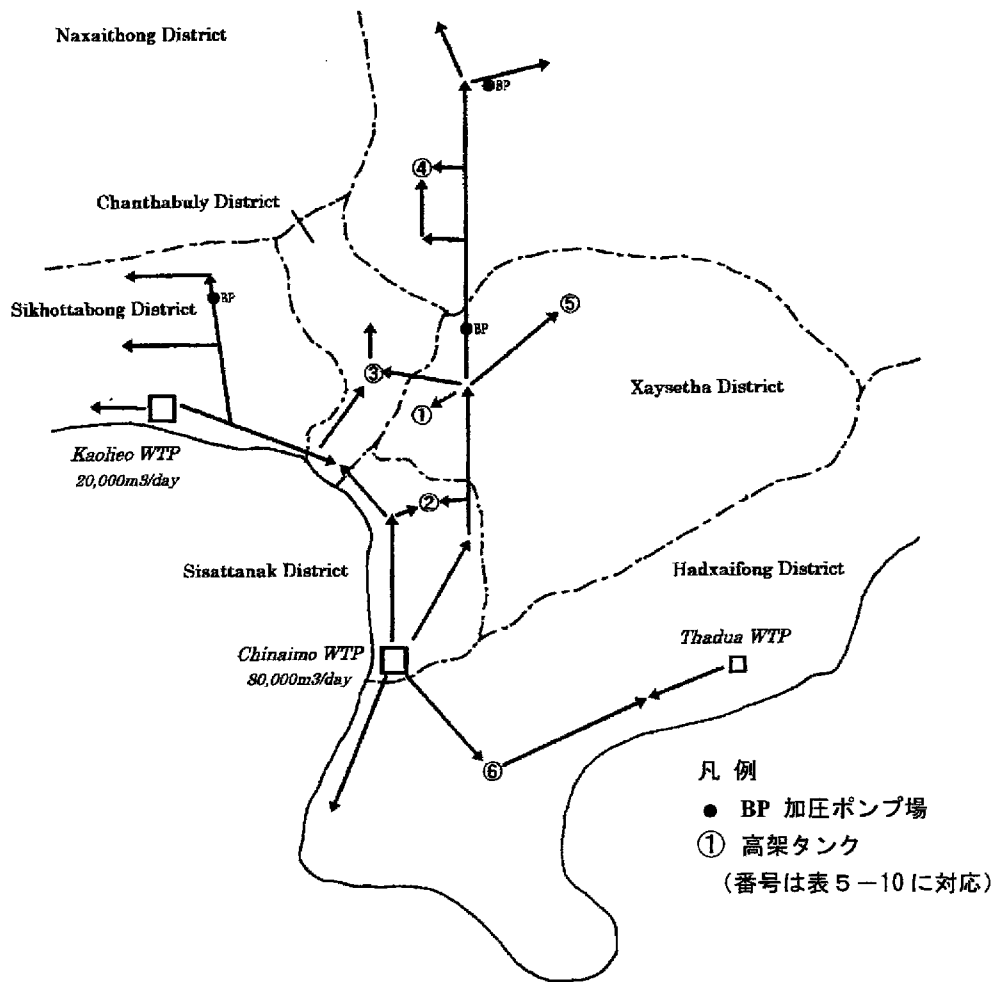 Naxaithong District
BP
④
Chanthabuly District
⑤
BP
Sikhottabong District
BP
③
Xaysetha District
①
Kaolieo WTP
20,000m3/day
②
Sisattanak District
Hadxaifong District
Thadua WTP
Chinaimo WTP
80,000m3/day
⑥
凡 例
● BP 加圧ポンプ場
① 高架タンク
（番号は表５－10に対応）